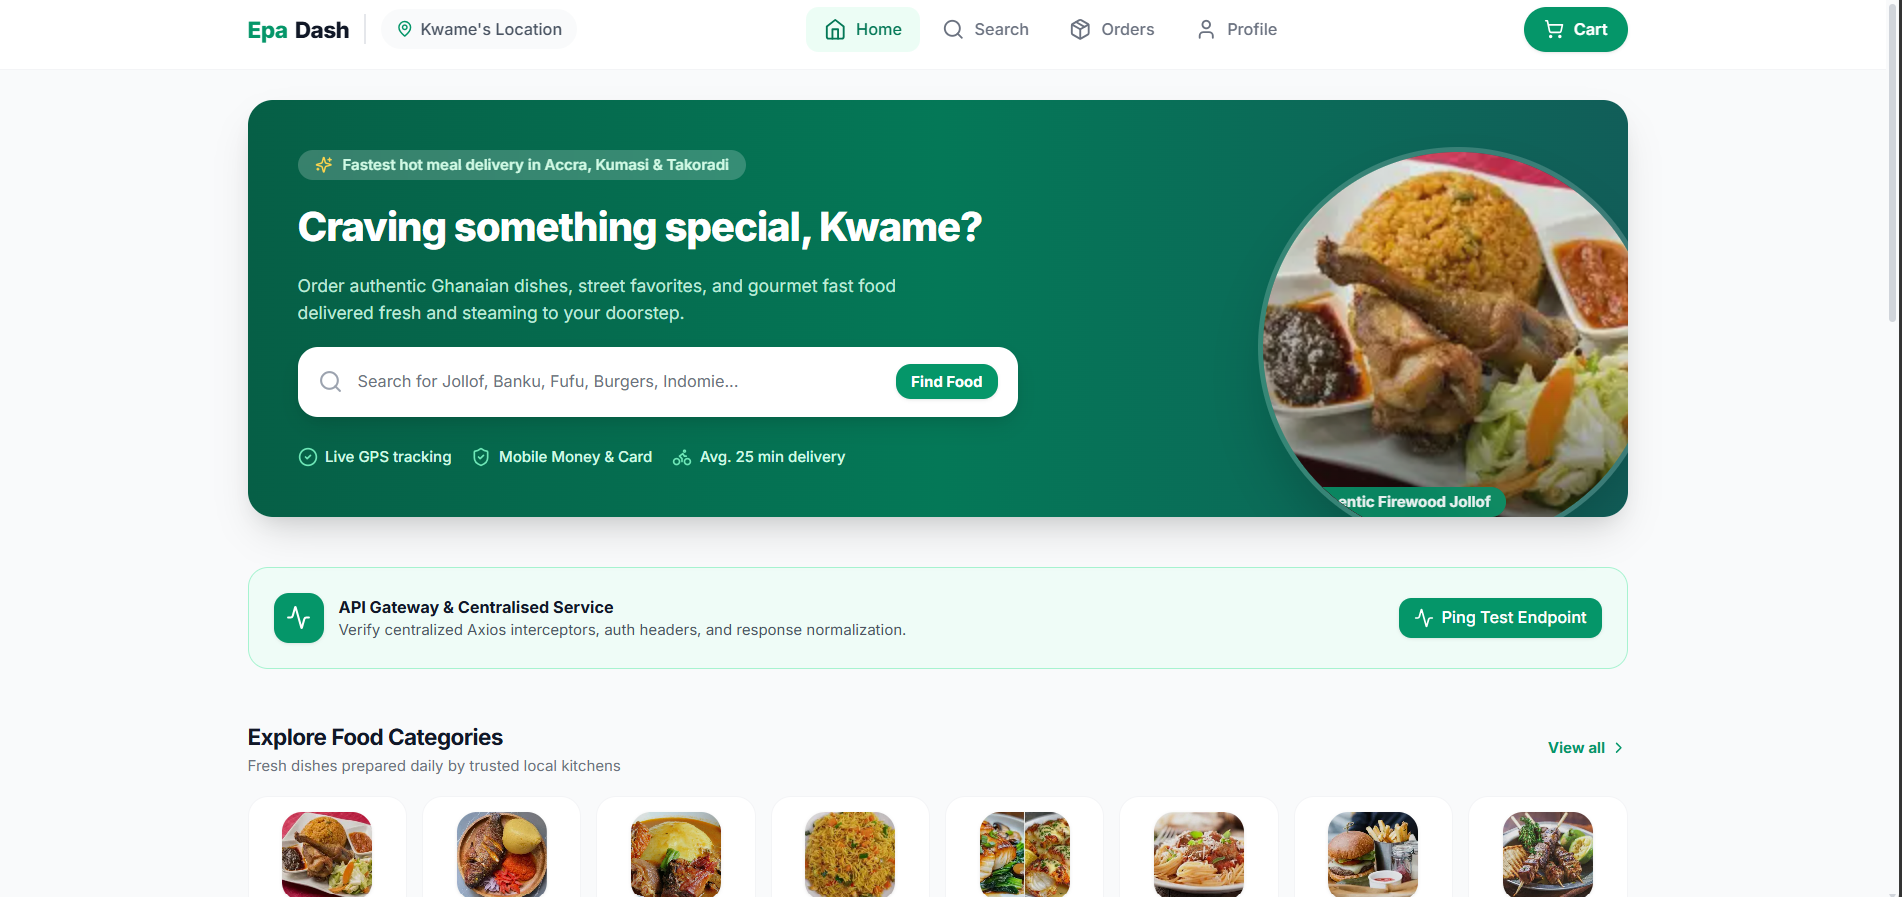 Epa Dash
Kwame's Location
Home
Search
Orders
Profile
Cart
Fastest hot meal delivery in Accra, Kumasi & Takoradi
Craving something special, Kwame?
Order authentic Ghanaian dishes, street favorites, and gourmet fast food
delivered fresh and steaming to your doorstep.
Search for Jollof, Banku, Fufu, Burgers, Indomie...
Find Food
Live GPS tracking
Mobile Money & Card
Avg. 25 min delivery
entic Firewood Jollof
API Gateway & Centralised Service
Verify centralized Axios interceptors, auth headers, and response normalization.
Ping Test Endpoint
Explore Food Categories
Fresh dishes prepared daily by trusted local kitchens
View all